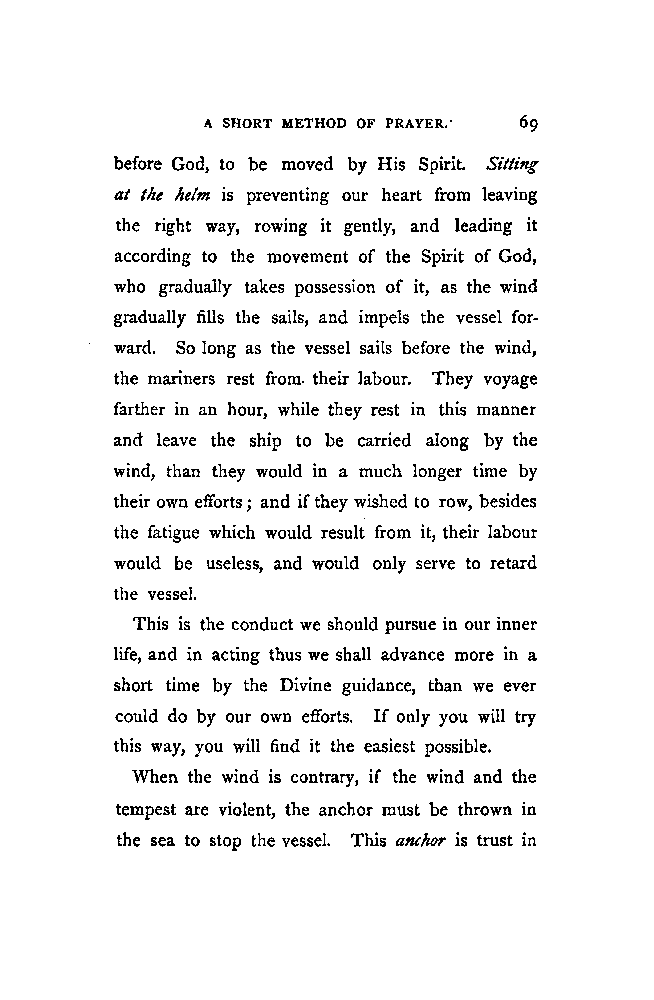 A SHORT METHOD OF PRAYER. 69
before God, to be moved by His Spirit. Sitting
at the helm is preventing our heart from leaving
the right way, rowing it gently, and leading it
according to the movement of the Spirit of God,
who gradually takes possession of it, as the wind
gradually fills the sails, and impels the vessel for-
ward. So long as the vessel sails before the wind,
the mariners rest from their labour. They voyage
farther in an hour, while they rest in this manner
and leave the ship to be carried along by the
wind, than they would in a much longer time by
their own efforts; and if they wished to row, besides
the fatigue which would result from it, their labour
would be useless, and would only serve to retard
the vessel.
This is the conduct we should pursue in our inner
life, and in acting thus we shall advance more in a
short time by the Divine guidance, than we ever
could do by our own efforts. If only you will try
this way, you will find it the easiest possible.
When the wind is contrary, if the wind and the
tempest are violent, the anchor must be thrown in
the sea to stop the vessel. This anchor is trust in